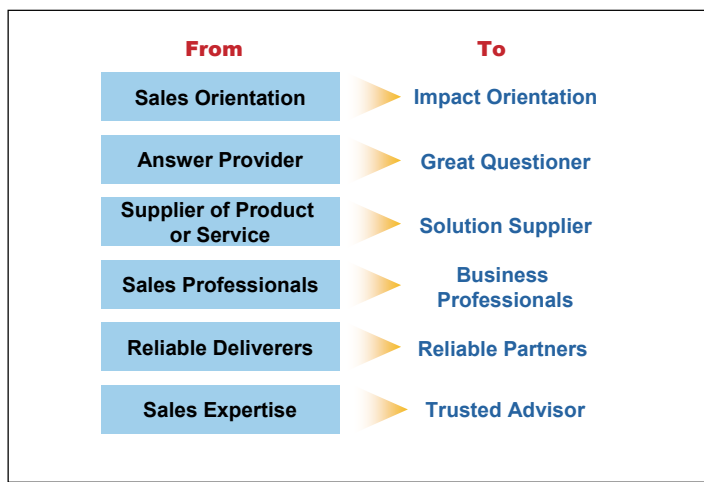 From To
Sales Orientation Impact Orientation
Answer Provider Great Questioner
Supplier of Product
or Service
Solution Supplier
Sales Professionals
Business
Professionals
Reliable Deliverers Reliable Partners
Sales Expertise Trusted Advisor